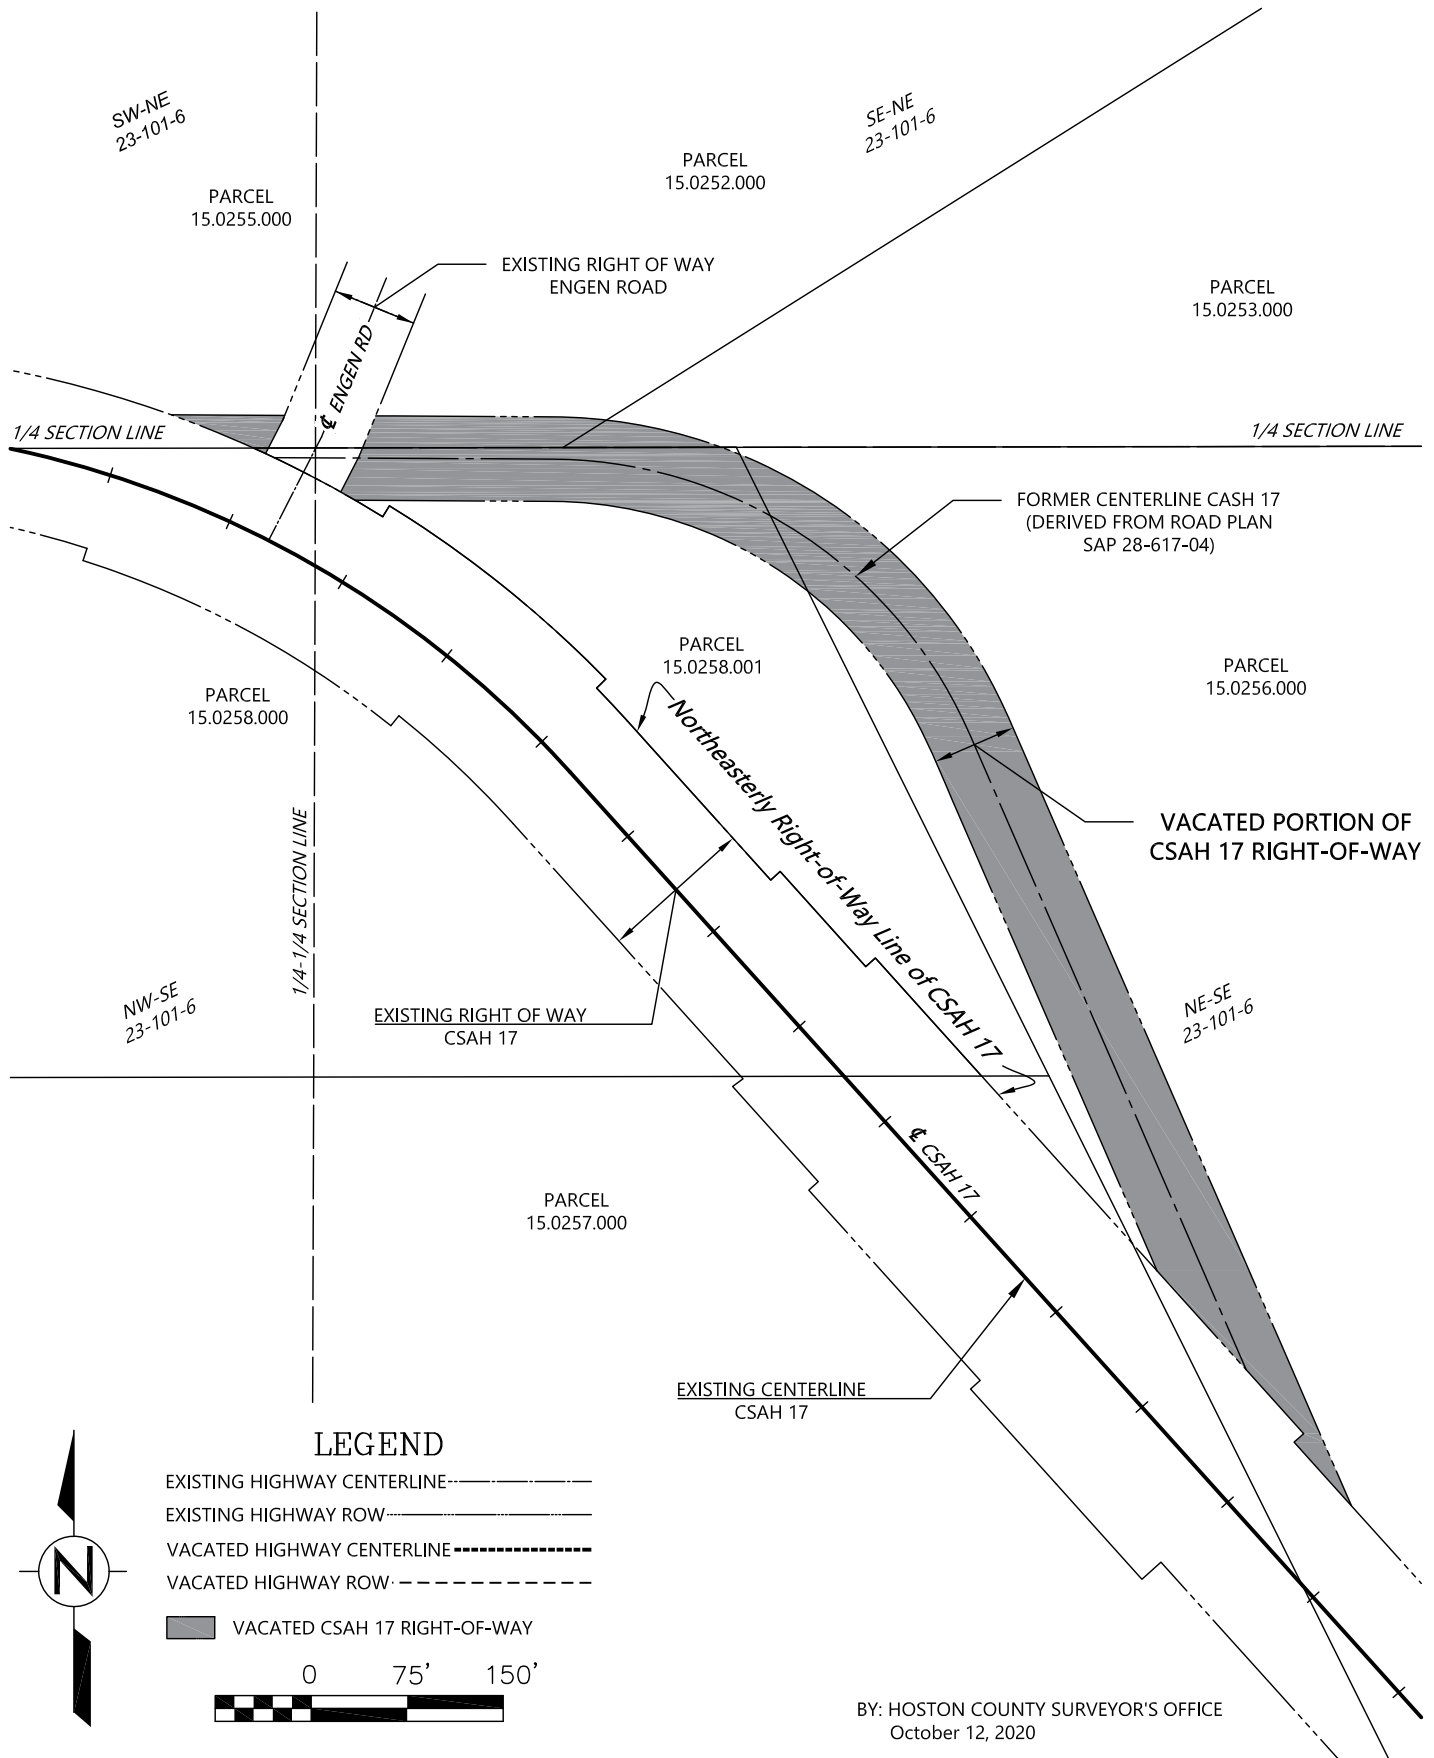 SW-NE
23-101-6
SE-NE
23-101-6
PARCEL
15.0252.000
PARCEL
15.0255.000
EXISTING RIGHT OF WAY
ENGEN ROAD
PARCEL
15.0253.000
℄ ENGEN RD
1/4 SECTION LINE
1/4 SECTION LINE
FORMER CENTERLINE CASH 17
(DERIVED FROM ROAD PLAN
SAP 28-617-04)
PARCEL
15.0258.001
PARCEL
15.0256.000
PARCEL
15.0258.000
Northeasterly Right-of-Way Line of CSAH 17
VACATED PORTION OF
CSAH 17 RIGHT-OF-WAY
1/4-1/4 SECTION LINE
NW-SE
23-101-6
NE-SE
23-101-6
EXISTING RIGHT OF WAY
CSAH 17
℄ CSAH 17
PARCEL
15.0257.000
EXISTING CENTERLINE
CSAH 17
LEGEND
EXISTING HIGHWAY CENTERLINE
EXISTING HIGHWAY ROW
VACATED HIGHWAY CENTERLINE
VACATED HIGHWAY ROW
VACATED CSAH 17 RIGHT-OF-WAY
N
0 75' 150'
BY: HOSTON COUNTY SURVEYOR'S OFFICE
October 12, 2020